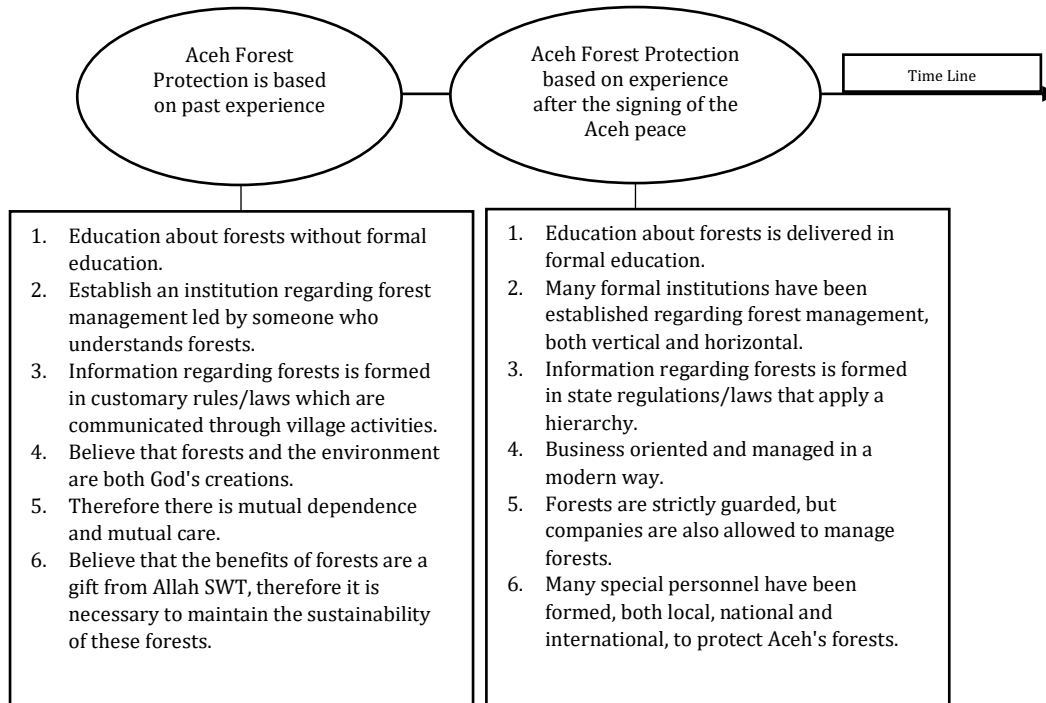 Aceh Forest
Protection is based
on past experience
Aceh Forest Protection
based on experience
after the signing of the
Aceh peace
Time Line
1. Education about forests without formal
education.
2. Establish an institution regarding forest
management led by someone who
understands forests.
3. Information regarding forests is formed
in customary rules/laws which are
communicated through village activities.
4. Believe that forests and the environment
are both God's creations.
5. Therefore there is mutual dependence
and mutual care.
6. Believe that the benefits of forests are a
gift from Allah SWT, therefore it is
necessary to maintain the sustainability
of these forests.
1. Education about forests is delivered in
formal education.
2. Many formal institutions have been
established regarding forest management,
both vertical and horizontal.
3. Information regarding forests is formed
in state regulations/laws that apply a
hierarchy.
4. Business oriented and managed in a
modern way.
5. Forests are strictly guarded, but
companies are also allowed to manage
forests.
6. Many special personnel have been
formed, both local, national and
international, to protect Aceh's forests.